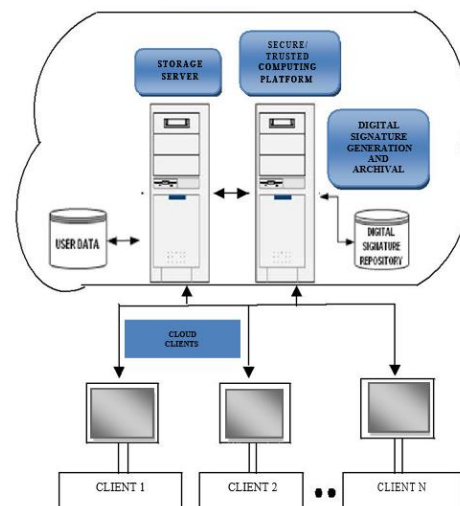 STORAGE
SERVER
SECURE/
TRUSTED
COMPUTING
PLATFORM
DIGITAL
SIGNATURE
GENERATION
AND
ARCHIVAL
USER DATA
DIGITAL
SIGNATURE
REPOSITORY
CLOUD
CLIENTS
CLIENT 1
CLIENT 2
CLIENT N